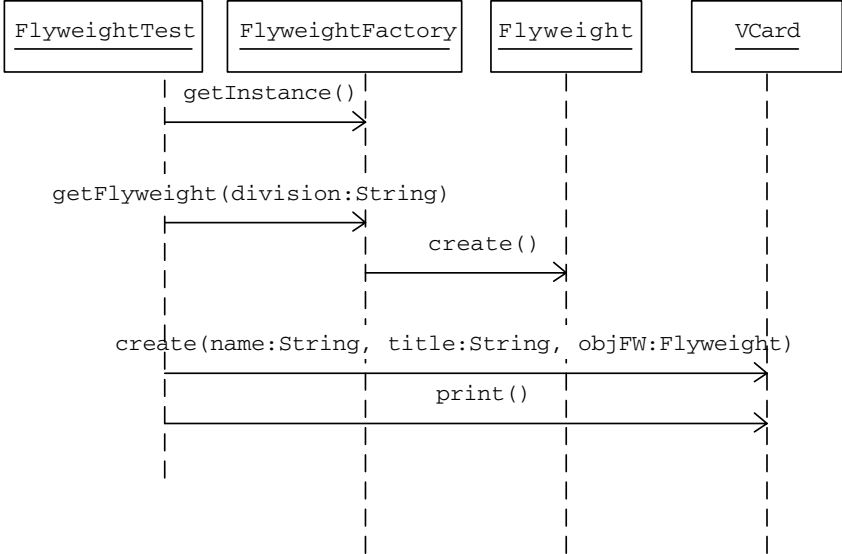 FlyweightTest
FlyweightFactory
Flyweight
VCard
getInstance()
getFlyweight(division:String)
create()
create(name:String, title:String, objFW:Flyweight)
print()